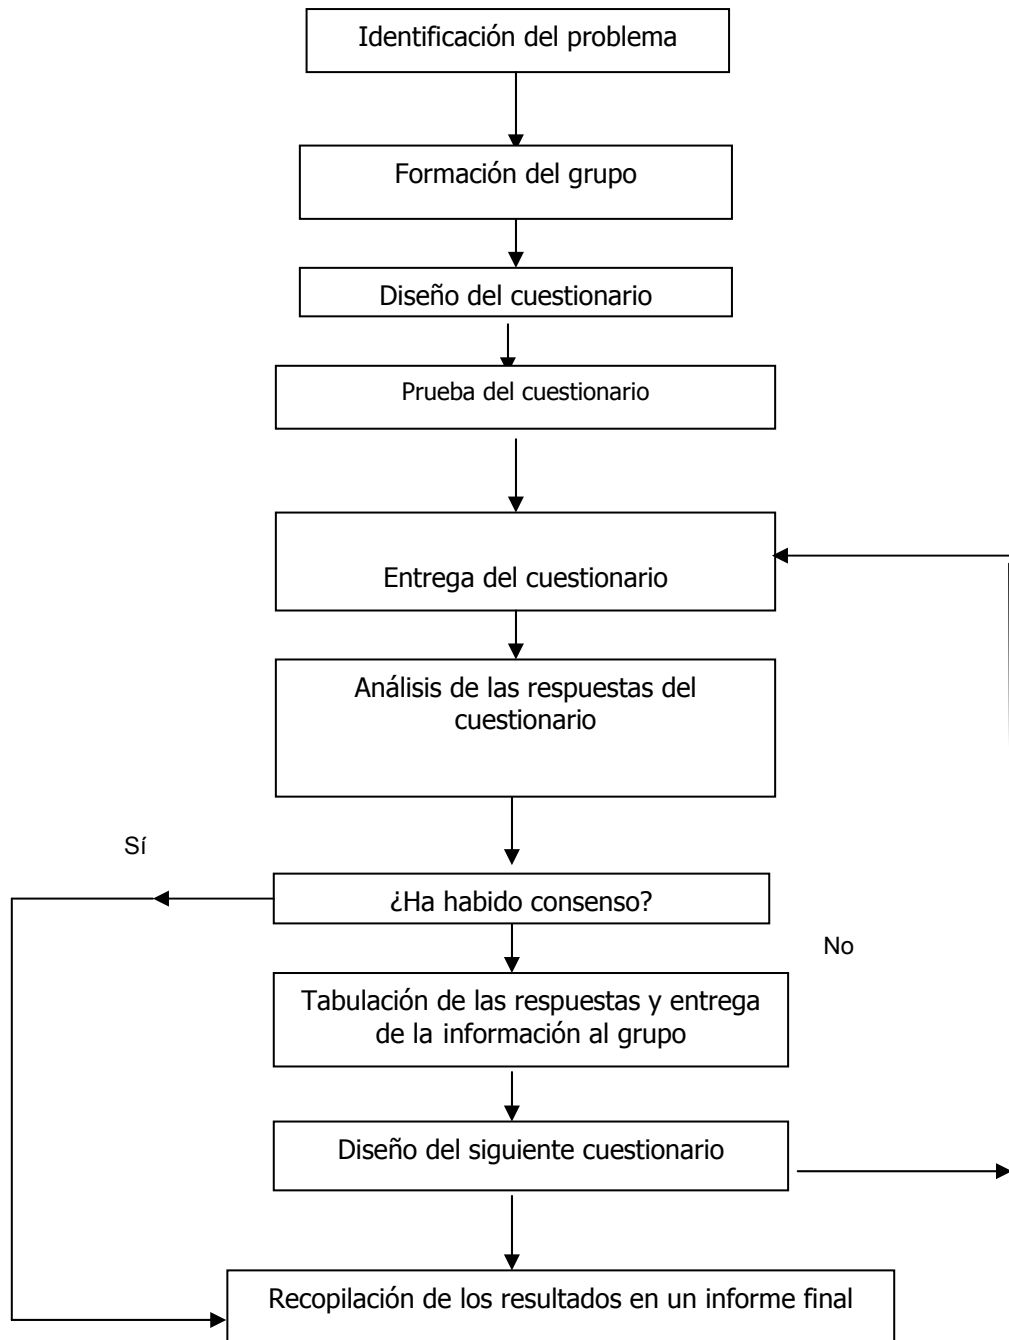 Identificación del problema
Formación del grupo
Diseño del cuestionario
Prueba del cuestionario
Entrega del cuestionario
Análisis de las respuestas del
cuestionario
Sí
¿Ha habido consenso?
No
Tabulación de las respuestas y entrega
de la información al grupo
Diseño del siguiente cuestionario
Recopilación de los resultados en un informe final